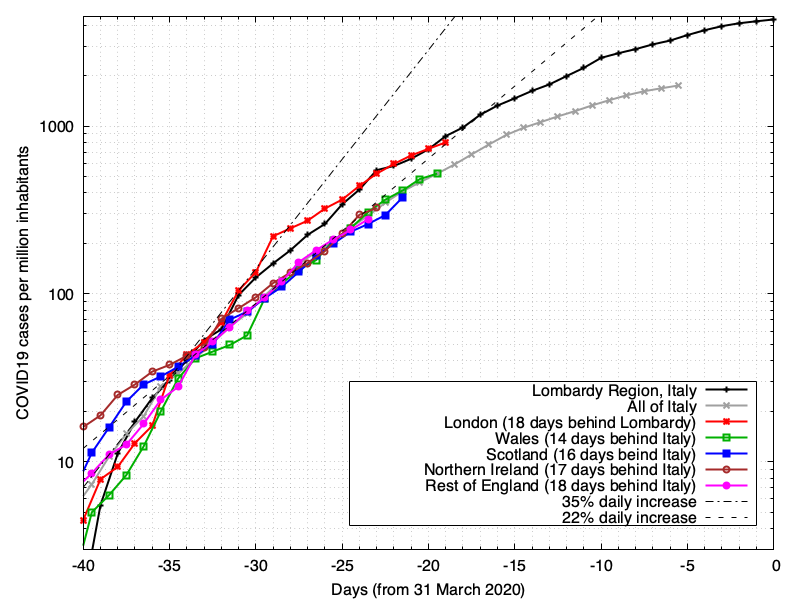 1000
100
10
COVID19 cases per million inhabitants
Lombardy Region, Italy
All of Italy
London (18 days behind Lombardy)
Wales (14 days behind Italy)
Scotland (16 days beind Italy)
Northern Ireland (17 days behind Italy)
Rest of England (18 days behind Italy)
35% daily increase
22% daily increase
-40 -35 -30 -25 -20 -15 -10 -5 0
Days (from 31 March 2020)